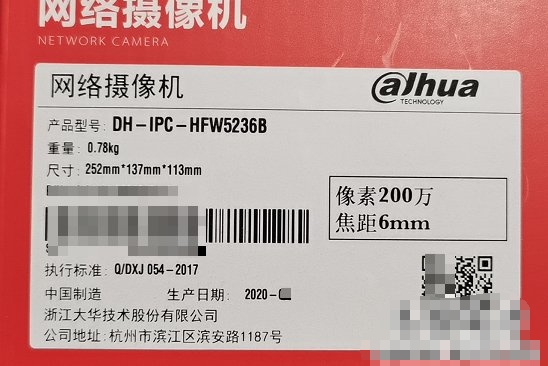 网络摄像机
NETWORK CAMERA
网络摄像机
alhua
TECHNOLOGY
产品型号: DH-IPC-HFW5236B
重量: 0.78kg
尺寸: 252mm*137mm*113mm
像素200万
焦距6mm
执行标准: Q/DXJ 054-2017
中国制造 生产日期: 2020-
浙江大华技术股份有限公司
公司地址: 杭州市滨江区滨安路1187号